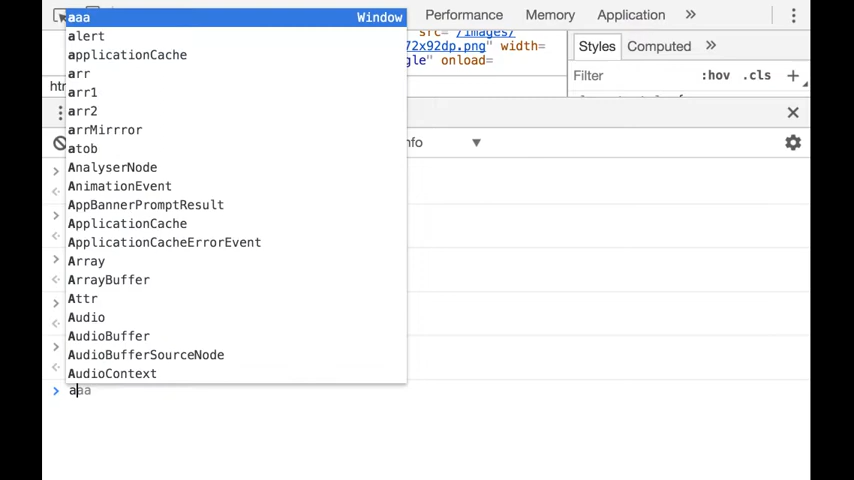 aaa Window
alert
applicationCache
arr
arr1
arr2
arrMirrror
atob
AnalyserNode
AnimationEvent
AppBannerPromptResult
ApplicationCache
ApplicationCacheErrorEvent
Array
ArrayBuffer
Attr
Audio
AudioBuffer
AudioBufferSourceNode
AudioContext
> aaa
Performance Memory Application »
src="/images/
72x92dp.png" width=
gle" onload=
Styles Computed »
Filter :hov .cls +